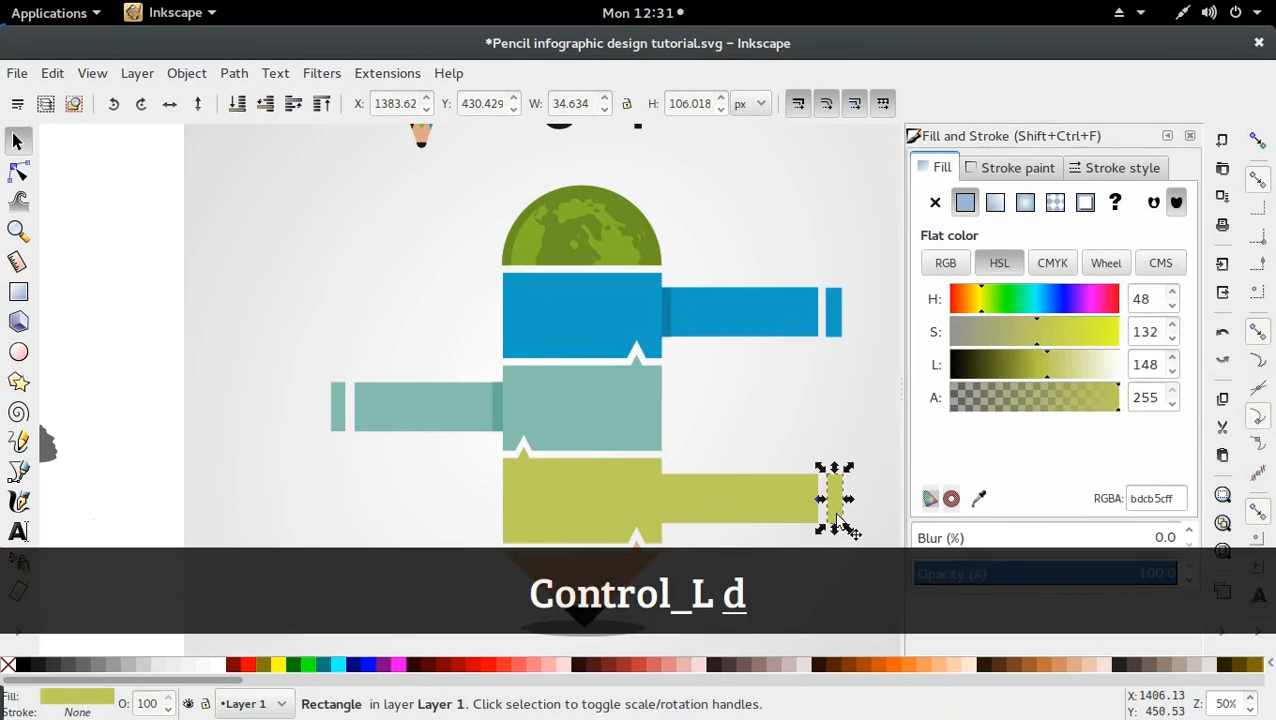 Applications
Inkscape
Mon 12:31
*Pencil infographic design tutorial.svg – Inkscape
File Edit View Layer Object Path Text Filters Extensions Help
X: 1383.62 Y: 430.429 W: 34.634 H: 106.018 px
Fill and Stroke (Shift+Ctrl+F)
Fill
Stroke paint
Stroke style
Flat color
RGB HSL CMYK Wheel CMS
H: 48
S: 132
L: 148
A: 255
RGBA: bdcb5cff
Blur (%) 0.0
Opacity (%) 100.0
Control_L d
Fill:
Stroke: None
O: 100
•Layer 1
Rectangle in layer Layer 1. Click selection to toggle scale/rotation handles.
X:1406.13
Y: 450.53
Z: 50%